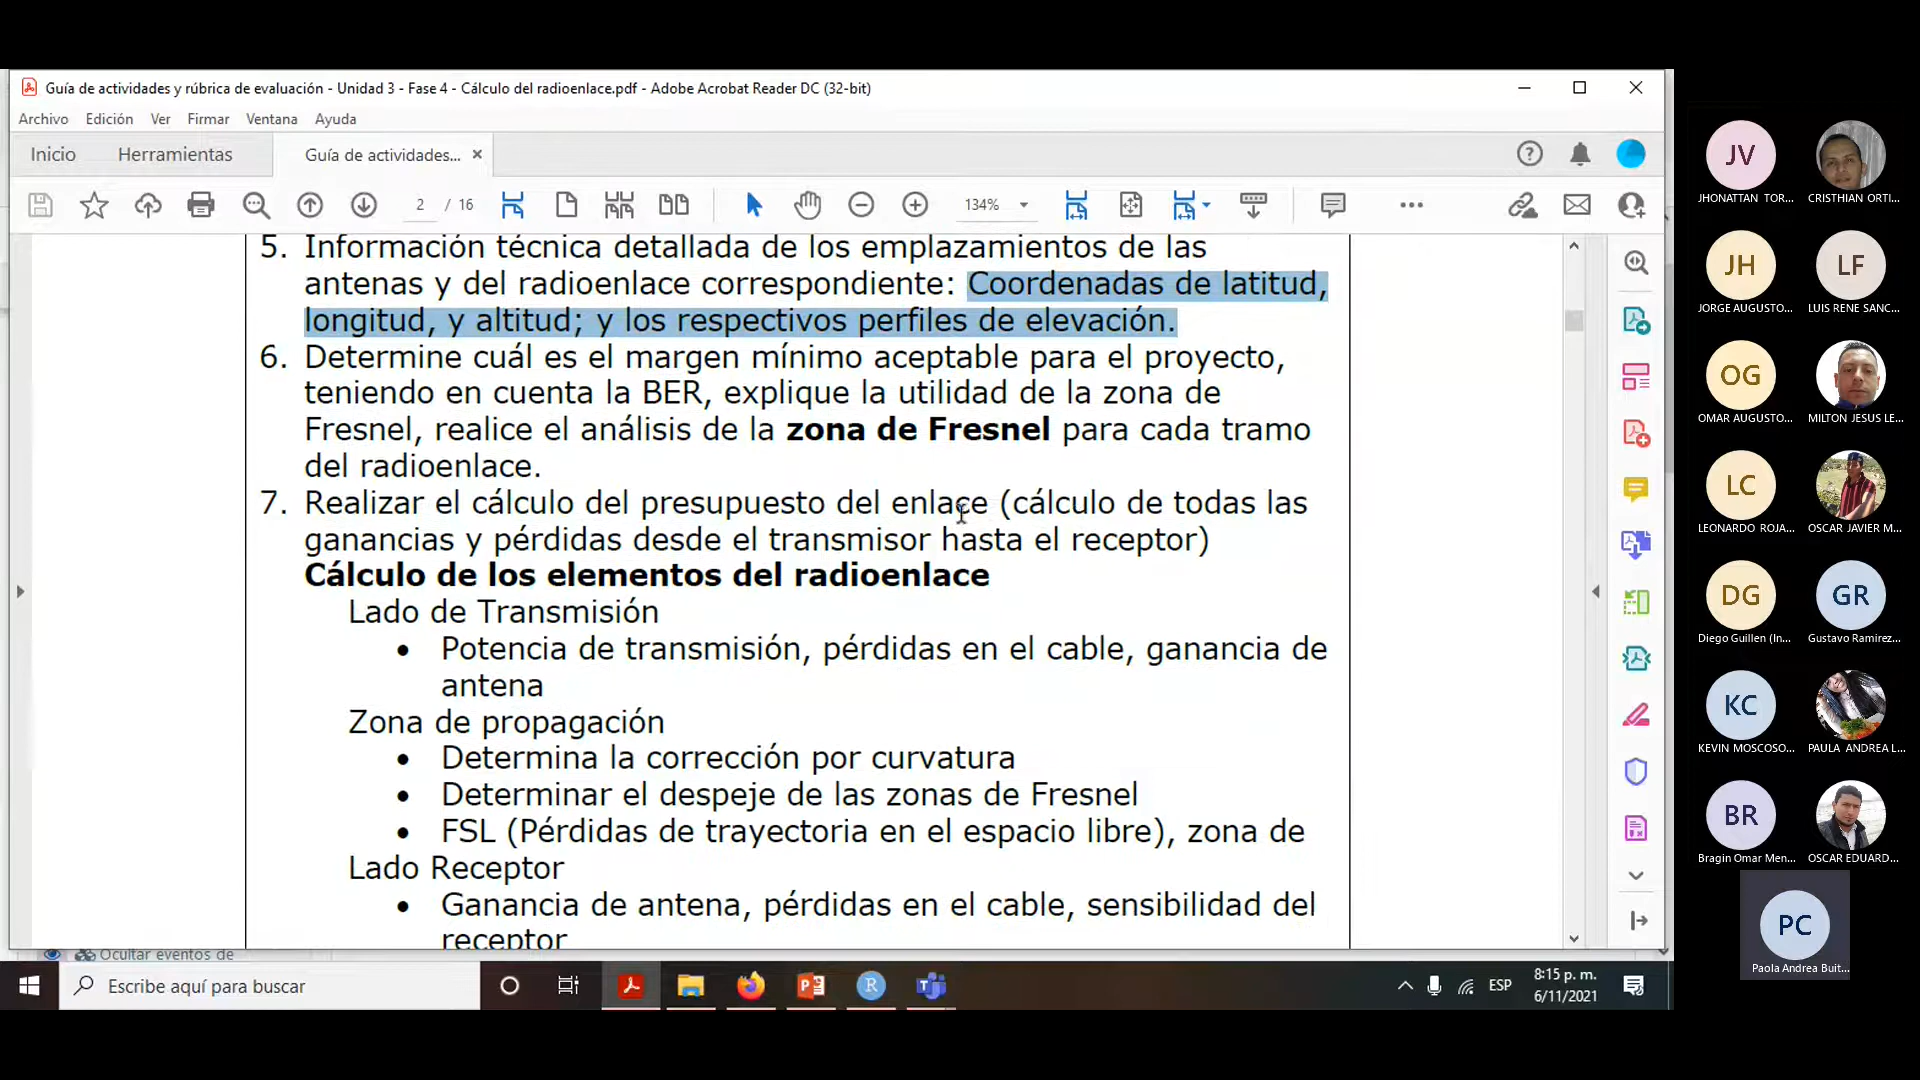 Guía de actividades y rúbrica de evaluación - Unidad 3 - Fase 4 - Cálculo del radioenlace.pdf - Adobe Acrobat Reader DC (32-bit)
Archivo Edición Ver Firmar Ventana Ayuda
Inicio Herramientas Guía de actividades... ×
2 / 16 134%
5. Información técnica detallada de los emplazamientos de las
antenas y del radioenlace correspondiente: Coordenadas de latitud,
longitud, y altitud; y los respectivos perfiles de elevación.
6. Determine cuál es el margen mínimo aceptable para el proyecto,
teniendo en cuenta la BER, explique la utilidad de la zona de
Fresnel, realice el análisis de la zona de Fresnel para cada tramo
del radioenlace.
7. Realizar el cálculo del presupuesto del enlace (cálculo de todas las
ganancias y pérdidas desde el transmisor hasta el receptor)
Cálculo de los elementos del radioenlace
Lado de Transmisión
• Potencia de transmisión, pérdidas en el cable, ganancia de
antena
Zona de propagación
• Determina la corrección por curvatura
• Determinar el despeje de las zonas de Fresnel
• FSL (Pérdidas de trayectoria en el espacio libre), zona de
Lado Receptor
• Ganancia de antena, pérdidas en el cable, sensibilidad del
receptor
Ocultar eventos de
Escribe aquí para buscar
ESP
8:15 p. m.
6/11/2021
JV
JHONATTAN TOR...
CRISTHIAN ORTI...
JH
JORGE AUGUSTO...
LF
LUIS RENE SANC...
OG
OMAR AUGUSTO...
MILTON JESUS LE...
LC
LEONARDO ROJA...
OSCAR JAVIER M...
DG
Diego Guillen (In...
GR
Gustavo Ramirez...
KC
KEVIN MOSCOSO...
PAULA ANDREA L...
BR
Bragin Omar Men...
OSCAR EDUARD...
PC
Paola Andrea Buit...